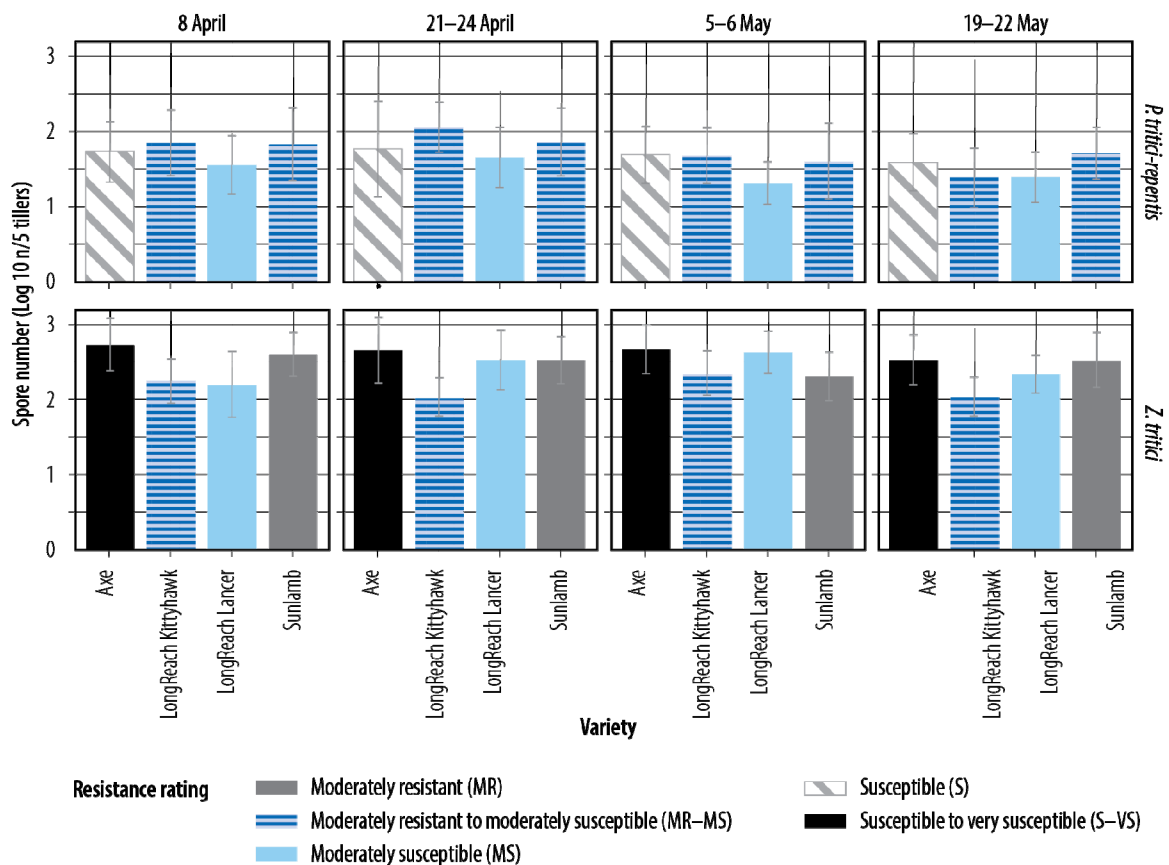 8 April
21–24 April
5–6 May
19–22 May
3
2
1
0
P. tritici-repentis
Spore number (Log 10 n/5 tillers)
3
2
1
0
Z. tritici
Axe
LongReach Kittyhawk
LongReach Lancer
Sunlamb
Axe
LongReach Kittyhawk
LongReach Lancer
Sunlamb
Axe
LongReach Kittyhawk
LongReach Lancer
Sunlamb
Axe
LongReach Kittyhawk
LongReach Lancer
Sunlamb
Variety
Resistance rating
Moderately resistant (MR)
Moderately resistant to moderately susceptible (MR–MS)
Moderately susceptible (MS)
Susceptible (S)
Susceptible to very susceptible (S–VS)